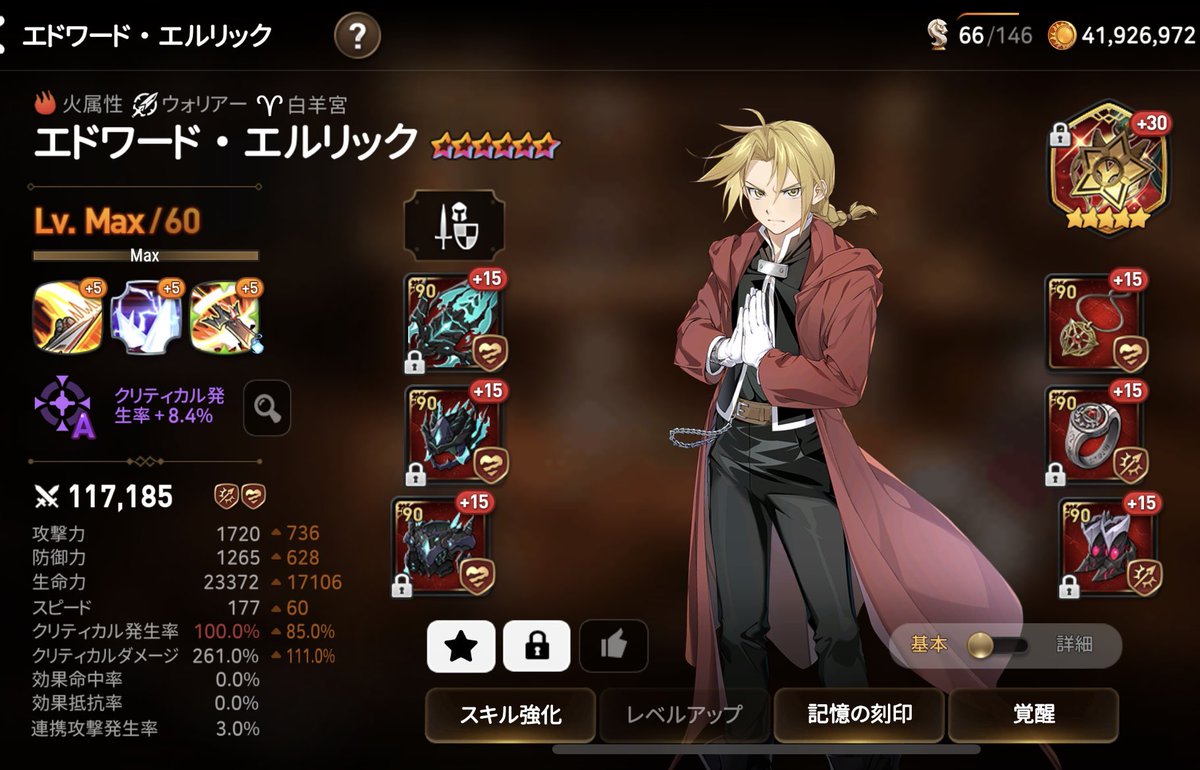 エドワード・エルリック
?
66/146
41,926,972
火属性 ウォリアー 白羊宮
エドワード・エルリック
Lv. Max/60
Max
+5
+5
+5
クリティカル発
生率+8.4%
A
117,185
攻撃力 1720 736
防御力 1265 628
生命力 23372 17106
スピード 177 60
クリティカル発生率 100.0% 85.0%
クリティカルダメージ 261.0% 111.0%
効果命中率 0.0%
効果抵抗率 0.0%
連携攻撃発生率 3.0%
90 +15
90 +15
90 +15
+30
90 +15
90 +15
90 +15
基本 詳細
スキル強化
レベルアップ
記憶の刻印
覚醒